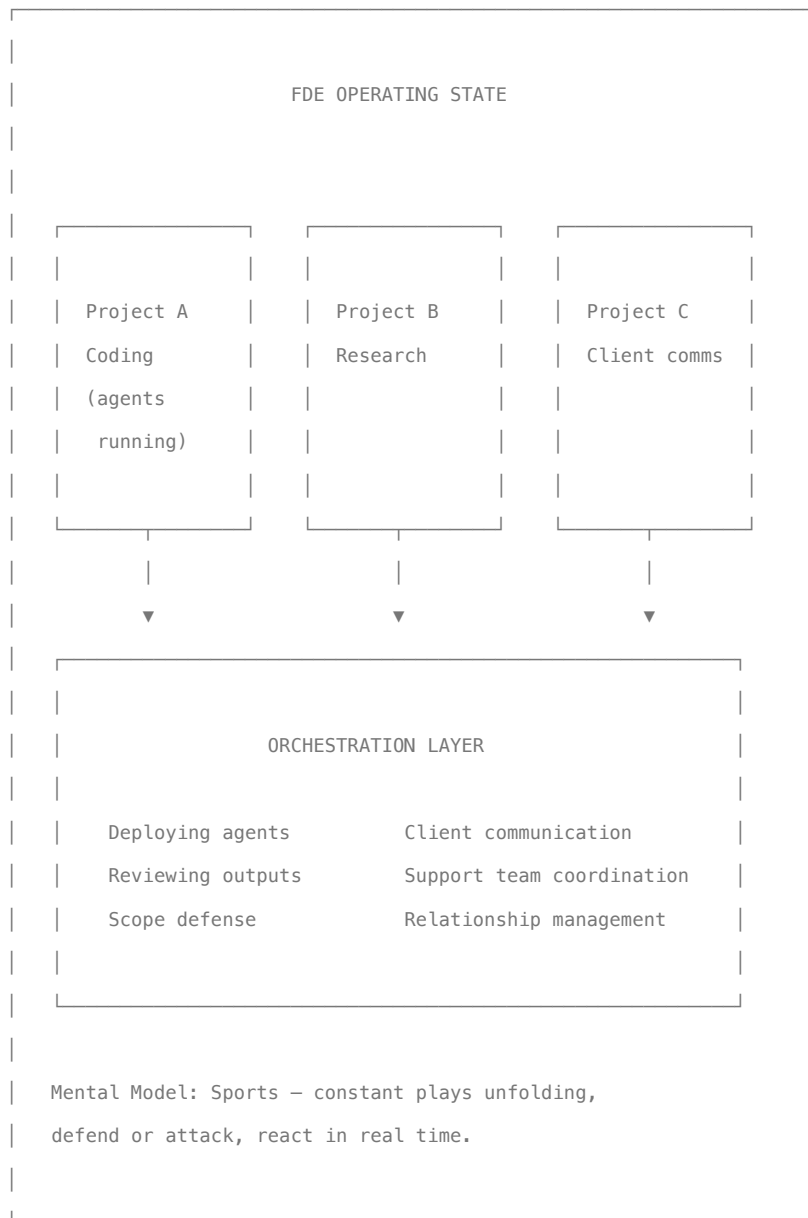 FDE OPERATING STATE
Project A
Coding
(agents
running)
Project B
Research
Project C
Client comms
ORCHESTRATION LAYER
Deploying agents
Reviewing outputs
Scope defense
Client communication
Support team coordination
Relationship management
Mental Model: Sports — constant plays unfolding,
defend or attack, react in real time.